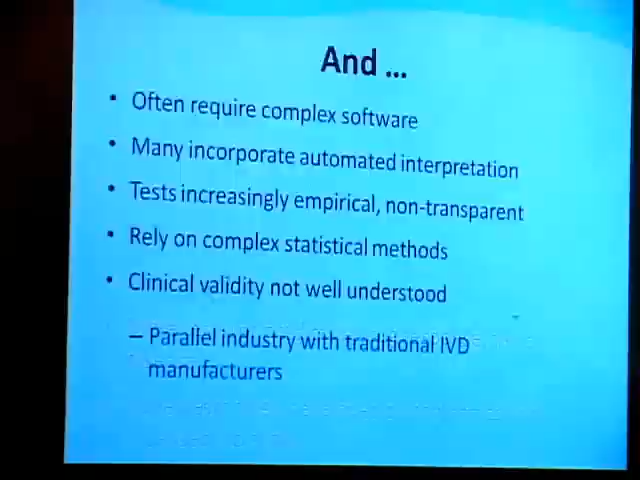 And ...
• Often require complex software
• Many incorporate automated interpretation
• Tests increasingly empirical, non-transparent
• Rely on complex statistical methods
• Clinical validity not well understood
– Parallel industry with traditional IVD
manufacturers